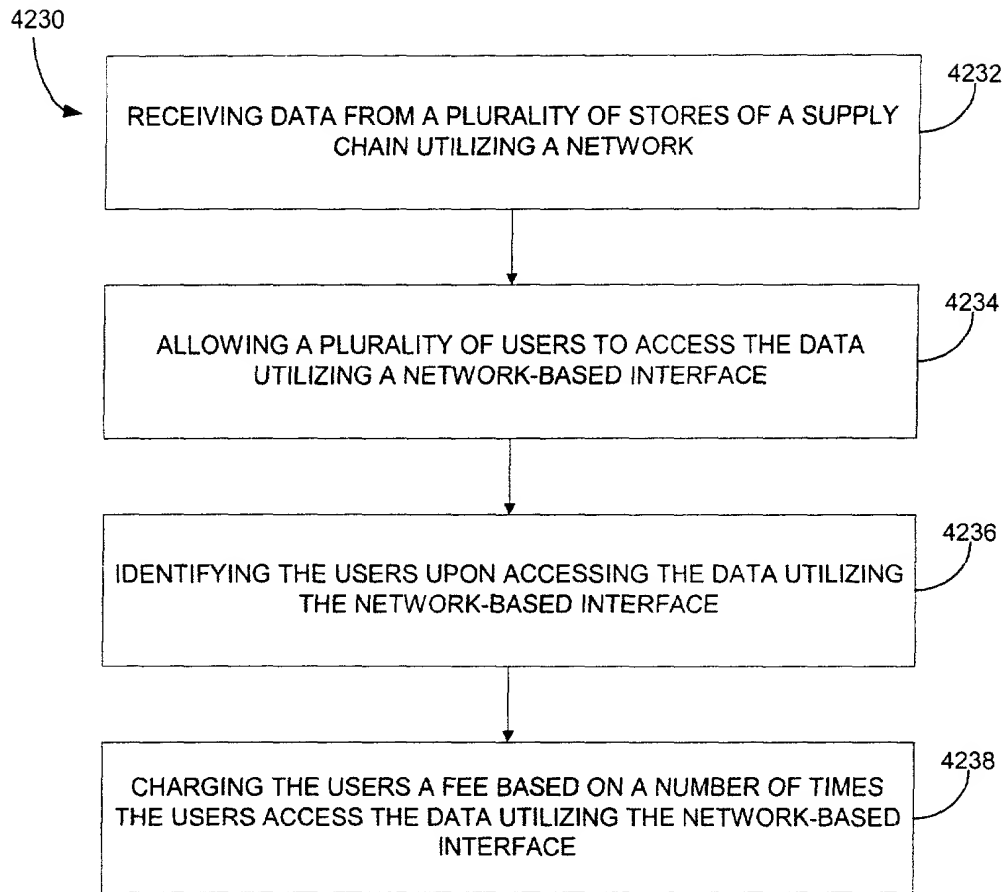 4230
4232
RECEIVING DATA FROM A PLURALITY OF STORES OF A SUPPLY
CHAIN UTILIZING A NETWORK
4234
ALLOWING A PLURALITY OF USERS TO ACCESS THE DATA
UTILIZING A NETWORK-BASED INTERFACE
4236
IDENTIFYING THE USERS UPON ACCESSING THE DATA UTILIZING
THE NETWORK-BASED INTERFACE
4238
CHARGING THE USERS A FEE BASED ON A NUMBER OF TIMES
THE USERS ACCESS THE DATA UTILIZING THE NETWORK-BASED
INTERFACE